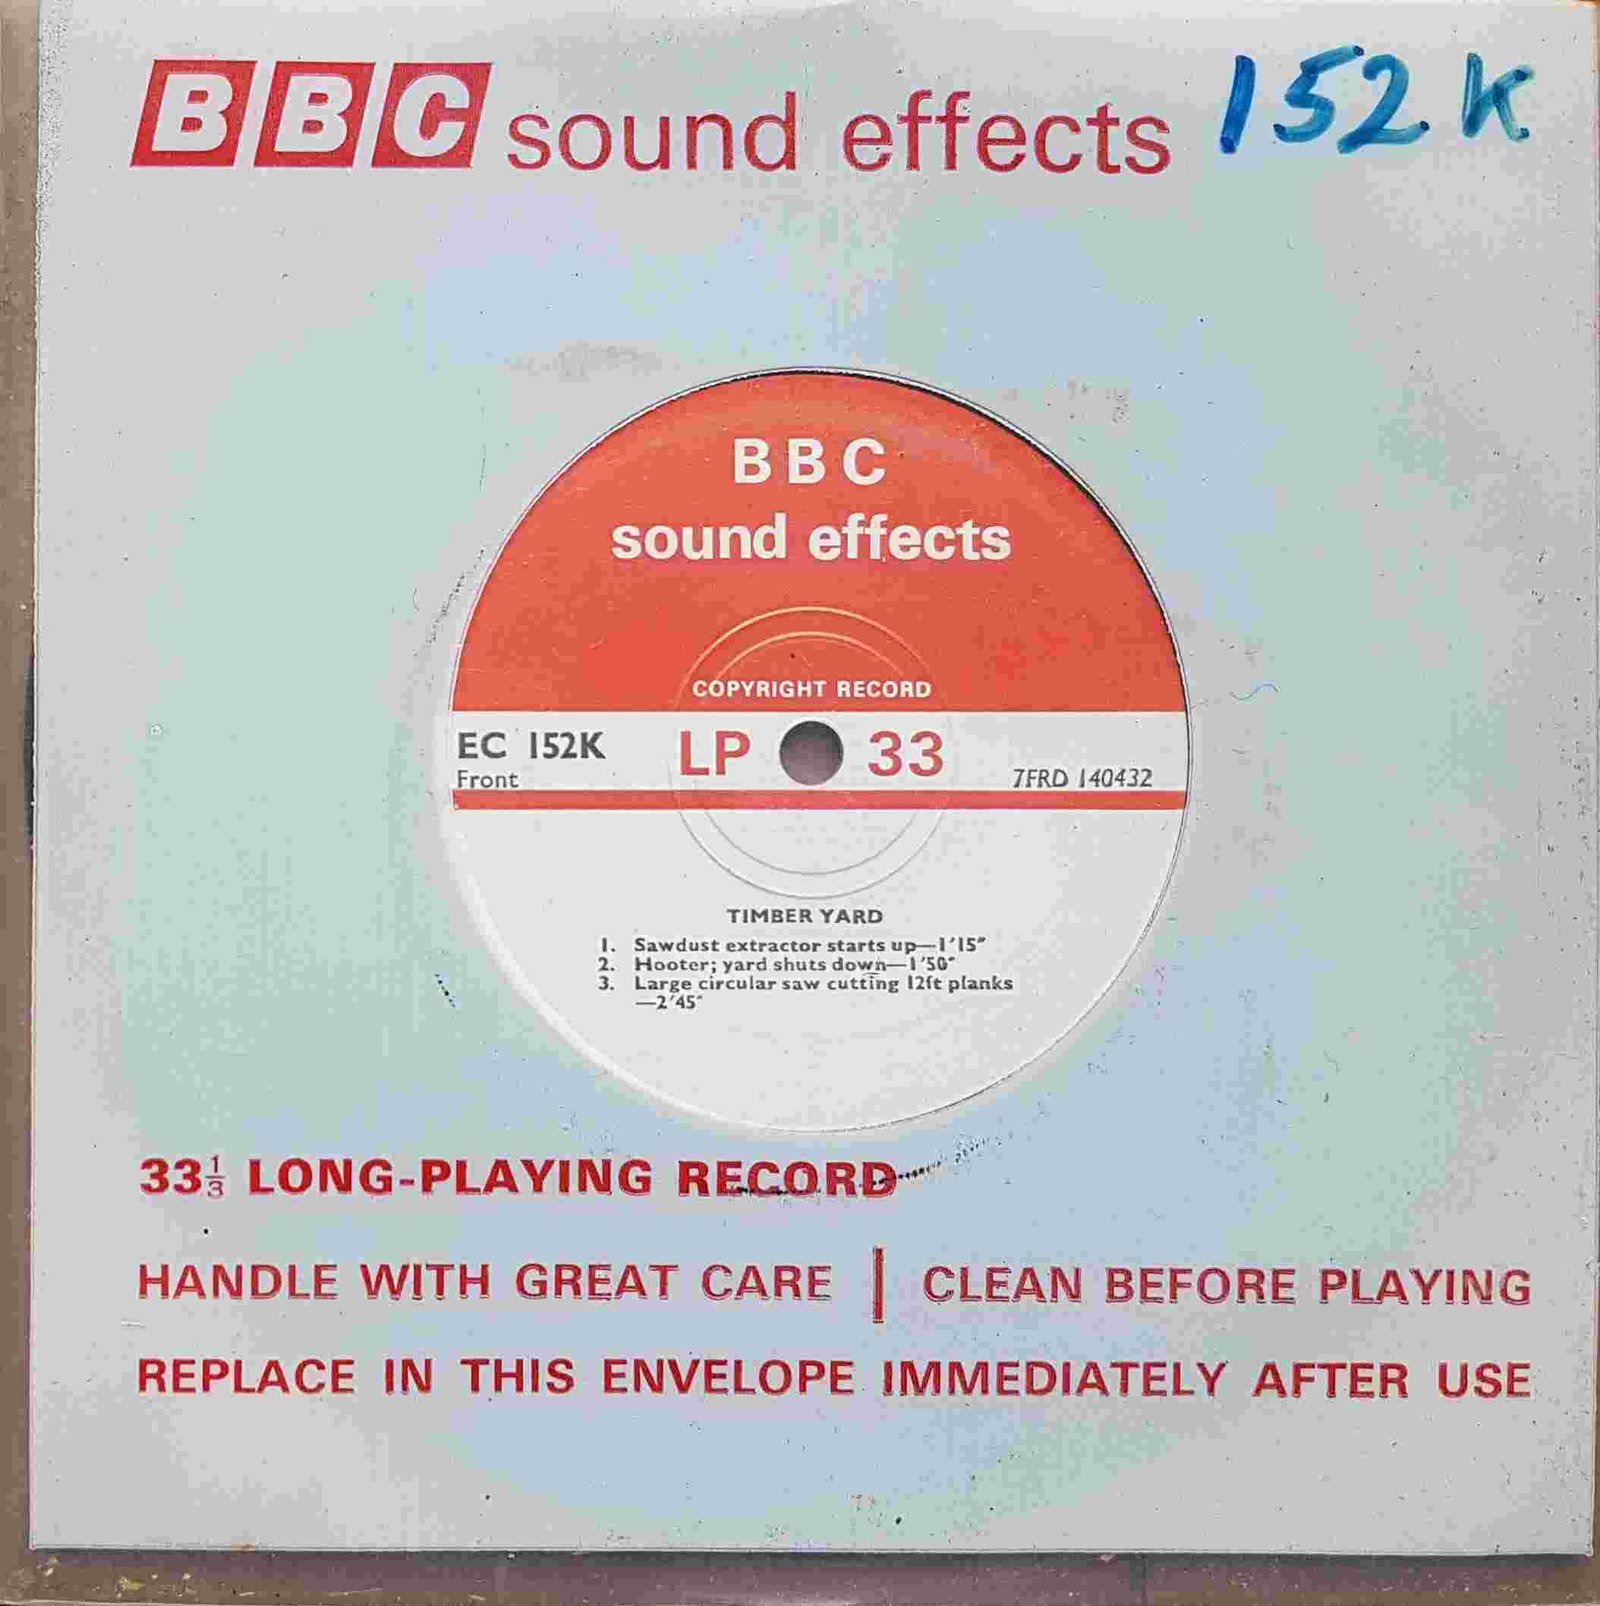 BBC sound effects 152K
BBC
sound effects
COPYRIGHT RECORD
EC 152K LP 33
Front 7FRD 140432
TIMBER YARD
1. Sawdust extractor starts up—1'15"
2. Hooter; yard shuts down—1'50"
3. Large circular saw cutting 12ft planks
—2'45"
33⅓ LONG-PLAYING RECORD
HANDLE WITH GREAT CARE | CLEAN BEFORE PLAYING
REPLACE IN THIS ENVELOPE IMMEDIATELY AFTER USE